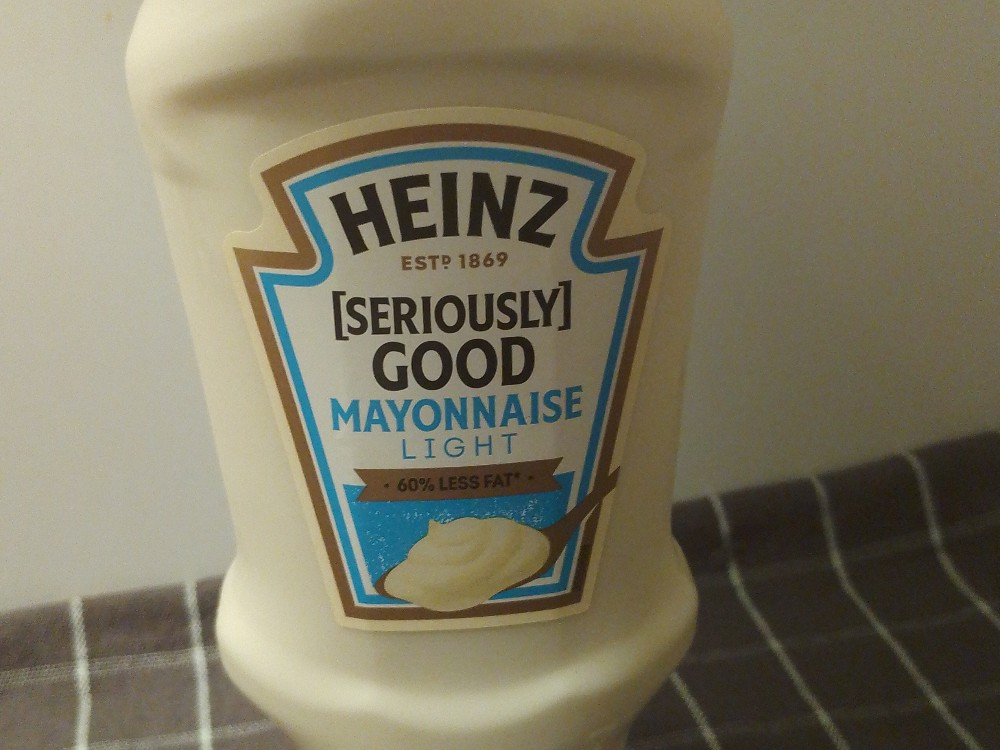 HEINZ
ESTD 1869
[SERIOUSLY]
GOOD
MAYONNAISE
LIGHT
· 60% LESS FAT* ·